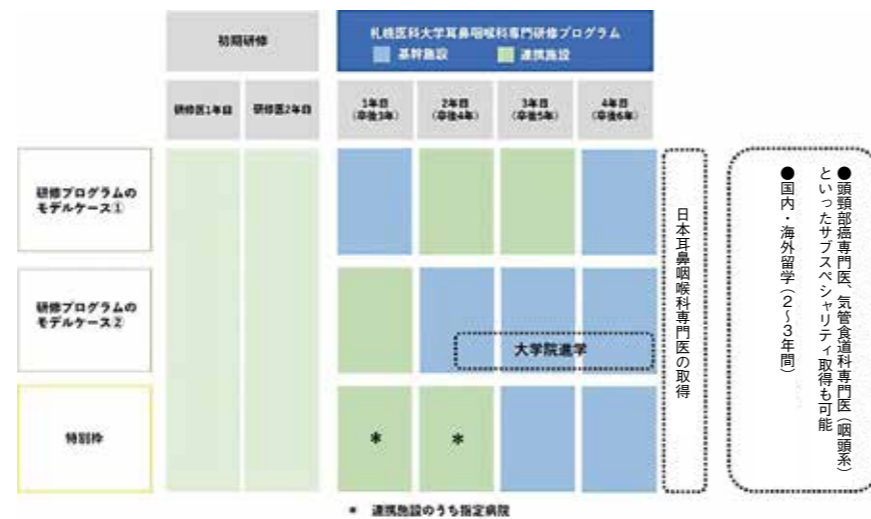 初期研修
札幌医科大学耳鼻咽喉科専門研修プログラム
基幹施設
連携施設
研修医1年目
研修医2年目
1年目
(卒後3年)
2年目
(卒後4年)
3年目
(卒後5年)
4年目
(卒後6年)
研修プログラムの
モデルケース①
研修プログラムの
モデルケース②
大学院進学
特別枠
*
*
日本耳鼻咽喉科専門医の取得
●頭頸部癌専門医、気管食道科専門医(咽頭系)
といったサブスペシャリティ取得も可能
●国内・海外留学(2〜3年間)
* 連携施設のうち指定病院